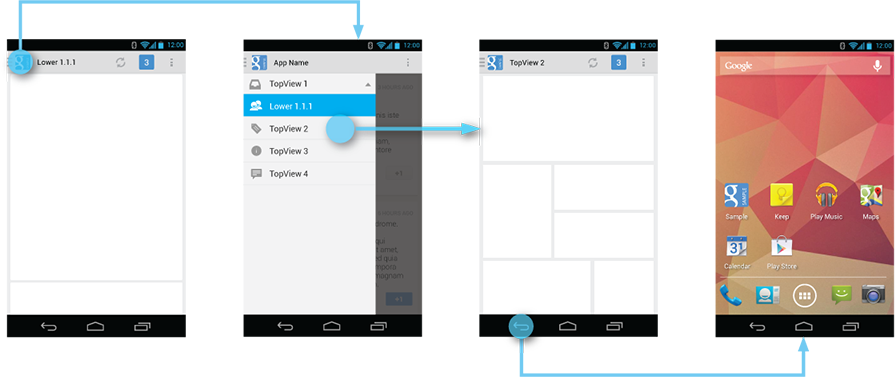 12:00
Lower 1.1.1
3
12:00
App Name
TopView 1
Lower 1.1.1
TopView 2
TopView 3
TopView 4
+1
+1
12:00
TopView 2
3
12:00
Google
Sample
Keep
Play Music
Maps
31
Calendar
Play Store